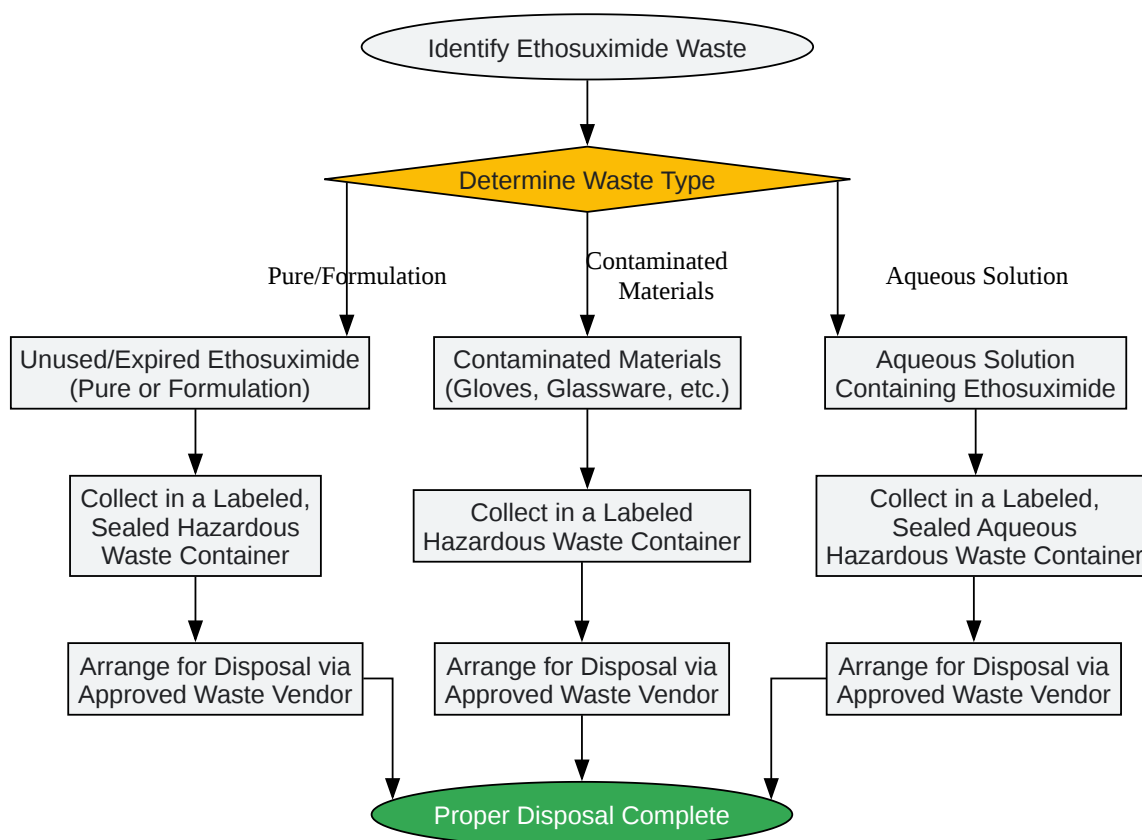 Identify Ethosuximide Waste
Determine Waste Type
Pure/Formulation
Contaminated
Materials
Aqueous Solution
Unused/Expired Ethosuximide
(Pure or Formulation)
Contaminated Materials
(Gloves, Glassware, etc.)
Aqueous Solution
Containing Ethosuximide
Collect in a Labeled,
Sealed Hazardous
Waste Container
Collect in a Labeled
Hazardous Waste Container
Collect in a Labeled,
Sealed Aqueous
Hazardous Waste Container
Arrange for Disposal via
Approved Waste Vendor
Arrange for Disposal via
Approved Waste Vendor
Arrange for Disposal via
Approved Waste Vendor
Proper Disposal Complete